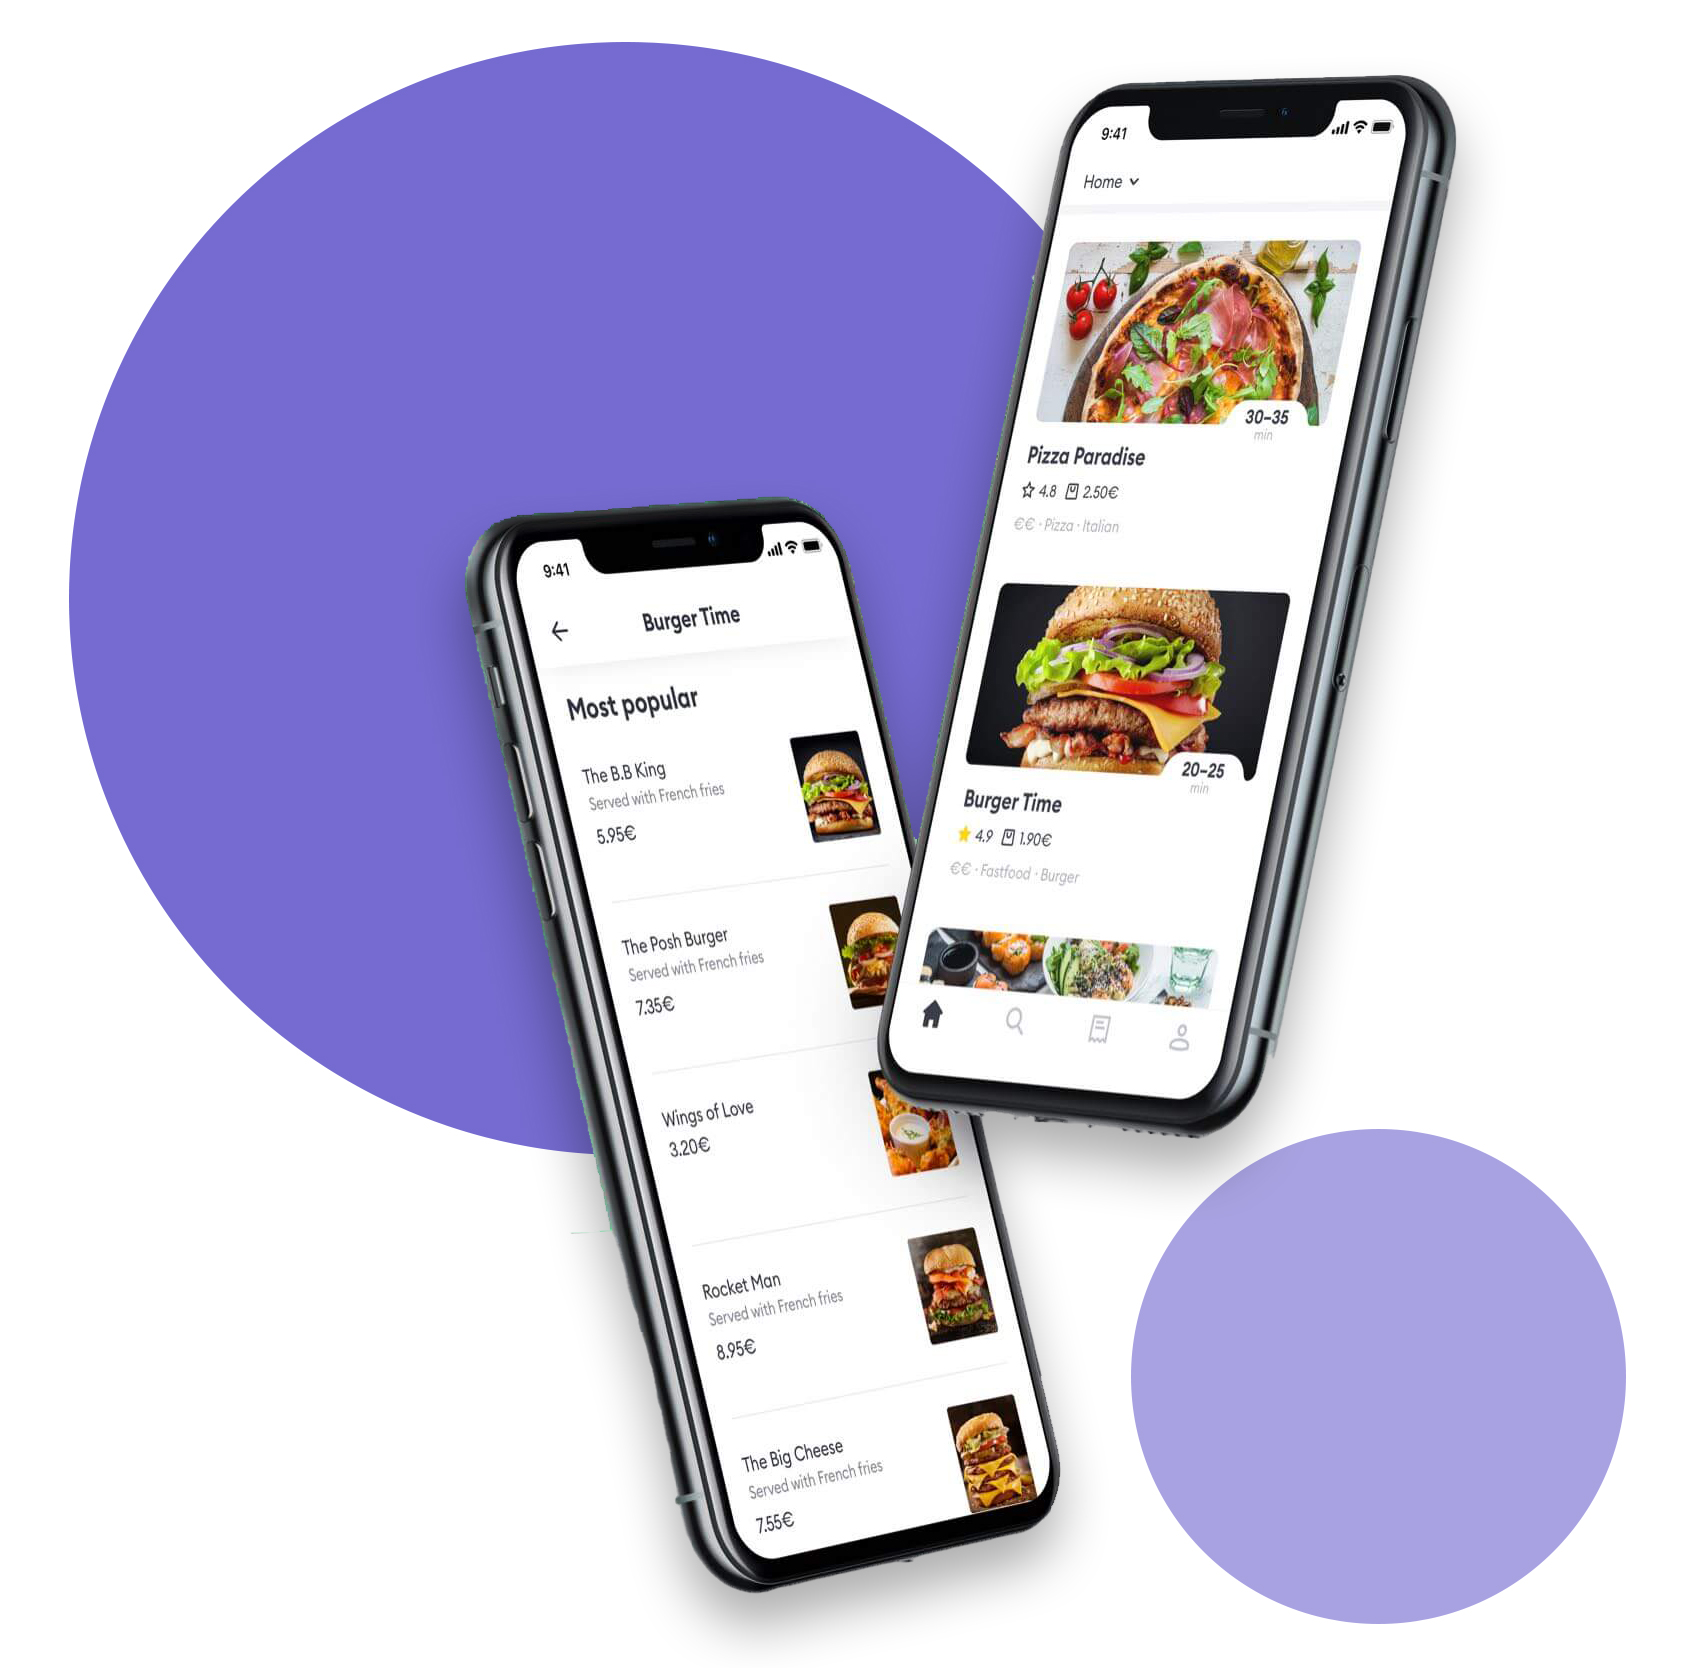 9:41
Home
30–35
min
Pizza Paradise
4.8 2.50€
€€ · Pizza · Italian
20–25
min
Burger Time
4.9 1.90€
€€ · Fastfood · Burger
9:41
Burger Time
Most popular
The B.B King
Served with French fries
5.95€
The Posh Burger
Served with French fries
7.35€
Wings of Love
3.20€
Rocket Man
Served with French fries
8.95€
The Big Cheese
Served with French fries
7.55€